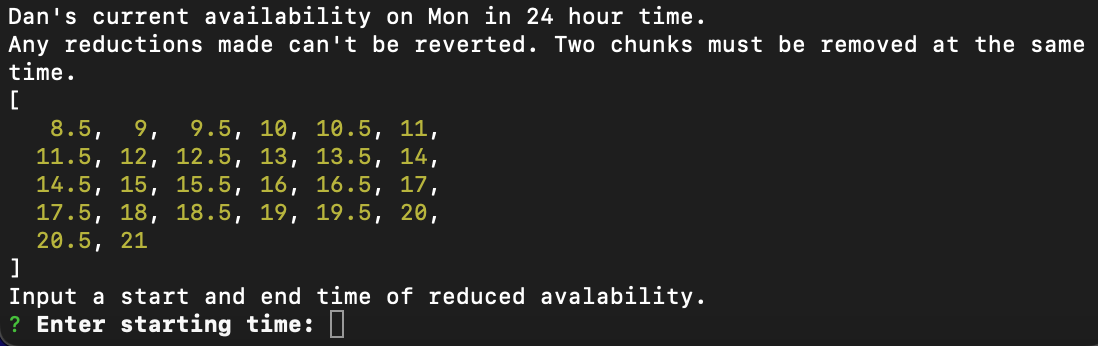 Dan's current availability on Mon in 24 hour time.
Any reductions made can't be reverted. Two chunks must be removed at the same
time.
[
8.5, 9, 9.5, 10, 10.5, 11,
11.5, 12, 12.5, 13, 13.5, 14,
14.5, 15, 15.5, 16, 16.5, 17,
17.5, 18, 18.5, 19, 19.5, 20,
20.5, 21
]
Input a start and end time of reduced avalability.
? Enter starting time: